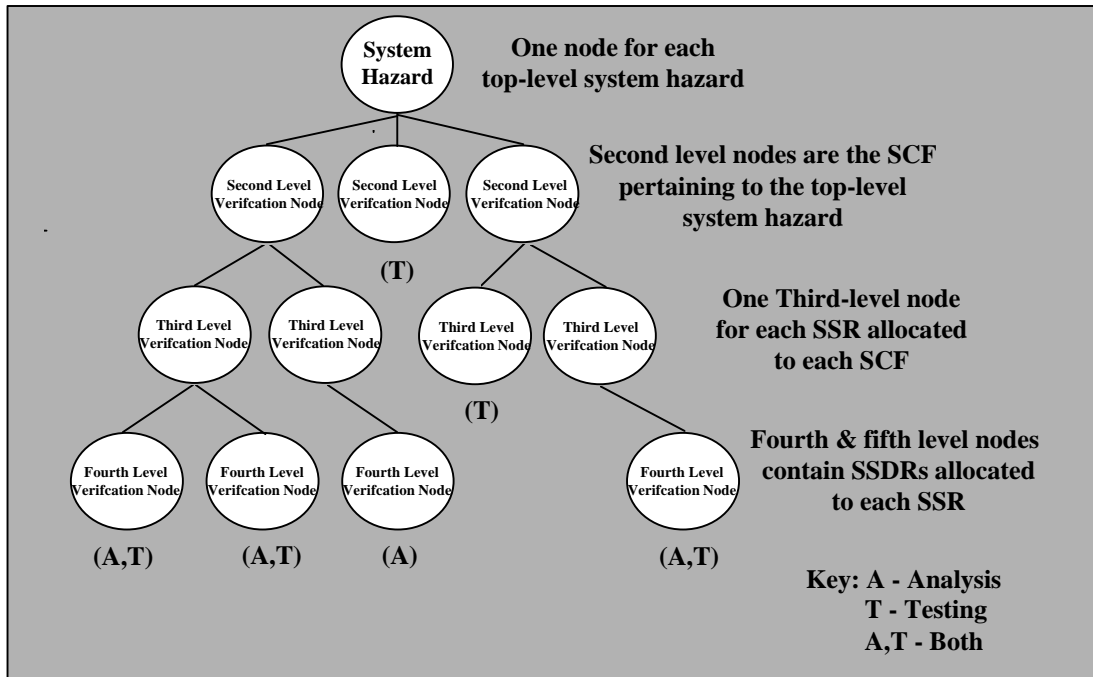 System
Hazard
One node for each
top-level system hazard
Second Level
Verifcation Node
Second Level
Verifcation Node
Second Level
Verifcation Node
Second level nodes are the SCF
pertaining to the top-level
system hazard
(T)
Third Level
Verifcation Node
Third Level
Verifcation Node
Third Level
Verifcation Node
Third Level
Verifcation Node
One Third-level node
for each SSR allocated
to each SCF
(T)
Fourth Level
Verifcation Node
Fourth Level
Verifcation Node
Fourth Level
Verifcation Node
Fourth Level
Verifcation Node
Fourth & fifth level nodes
contain SSDRs allocated
to each SSR
(A,T)
(A,T)
(A)
(A,T)
Key: A - Analysis
T - Testing
A,T - Both